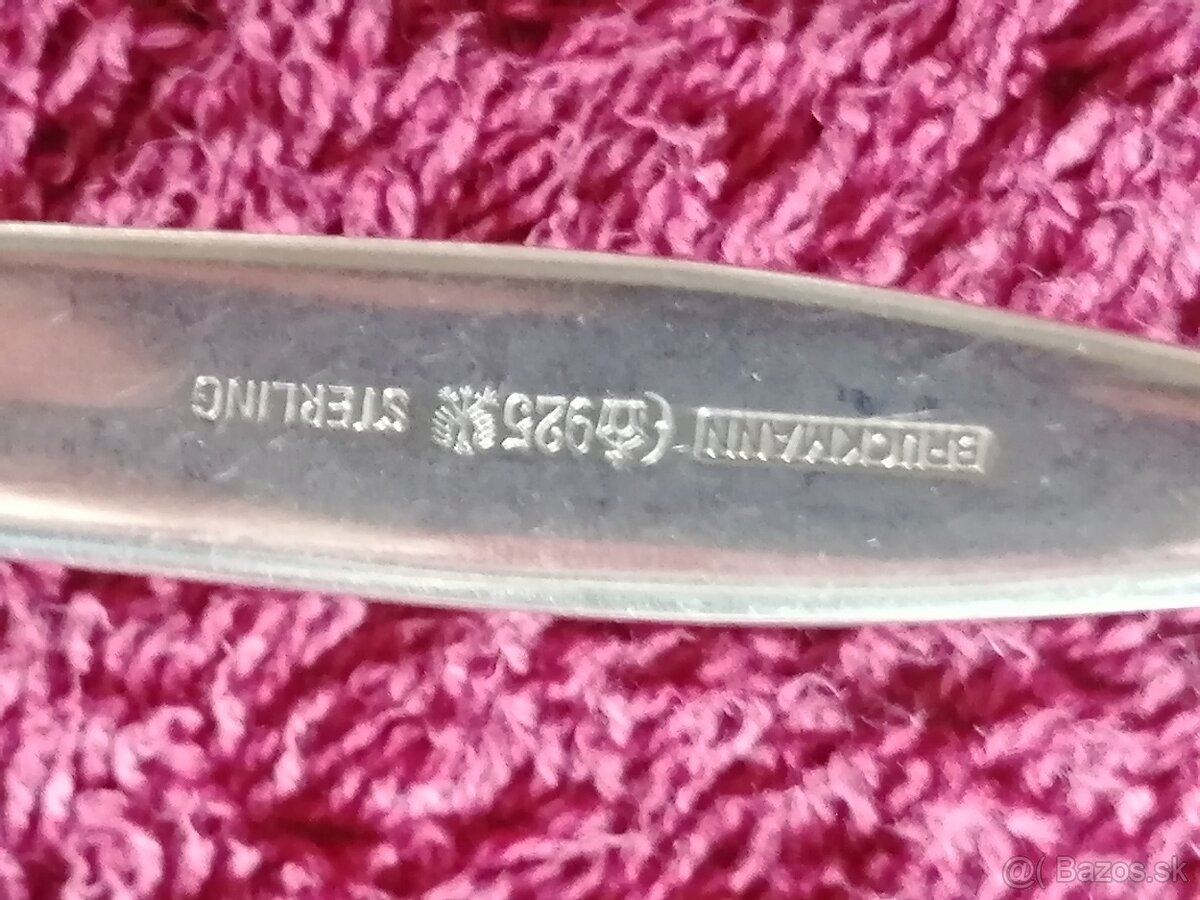 BRUCKMANN 925 STERLING
@( Bazos.sk